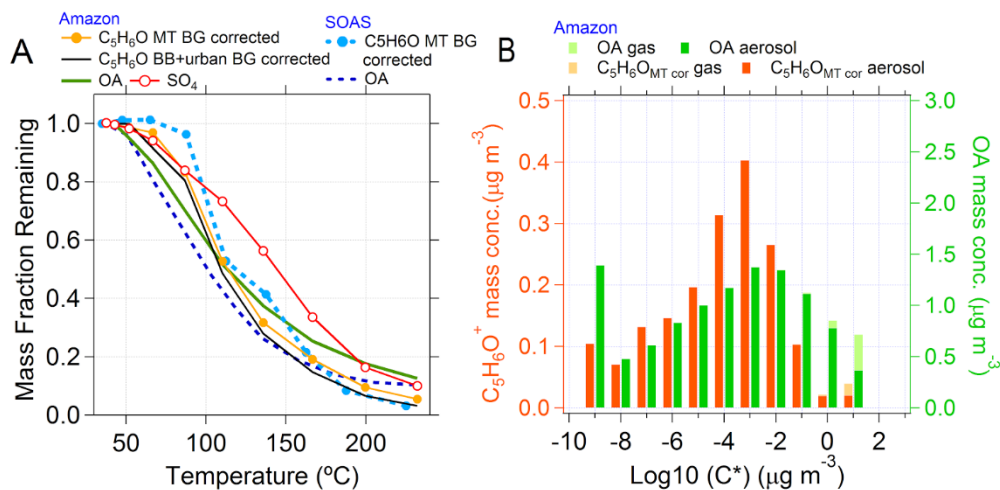 A
Amazon
C₅H₆O MT BG corrected
C₅H₆O BB+urban BG corrected
OA SO₄
SOAS
C5H6O MT BG
corrected
OA
Mass Fraction Remaining
1.0
0.8
0.6
0.4
0.2
0.0
50 100 150 200
Temperature (ºC)
B
Amazon
OA gas OA aerosol
C₅H₆O_MT cor gas C₅H₆O_MT cor aerosol
C₅H₆O⁺ mass conc.(µg m⁻³)
0.5
0.4
0.3
0.2
0.1
0.0
OA mass conc. (µg m⁻³)
3.0
2.5
2.0
1.5
1.0
0.5
0.0
-10 -8 -6 -4 -2 0 2
Log10 (C*) (µg m⁻³)